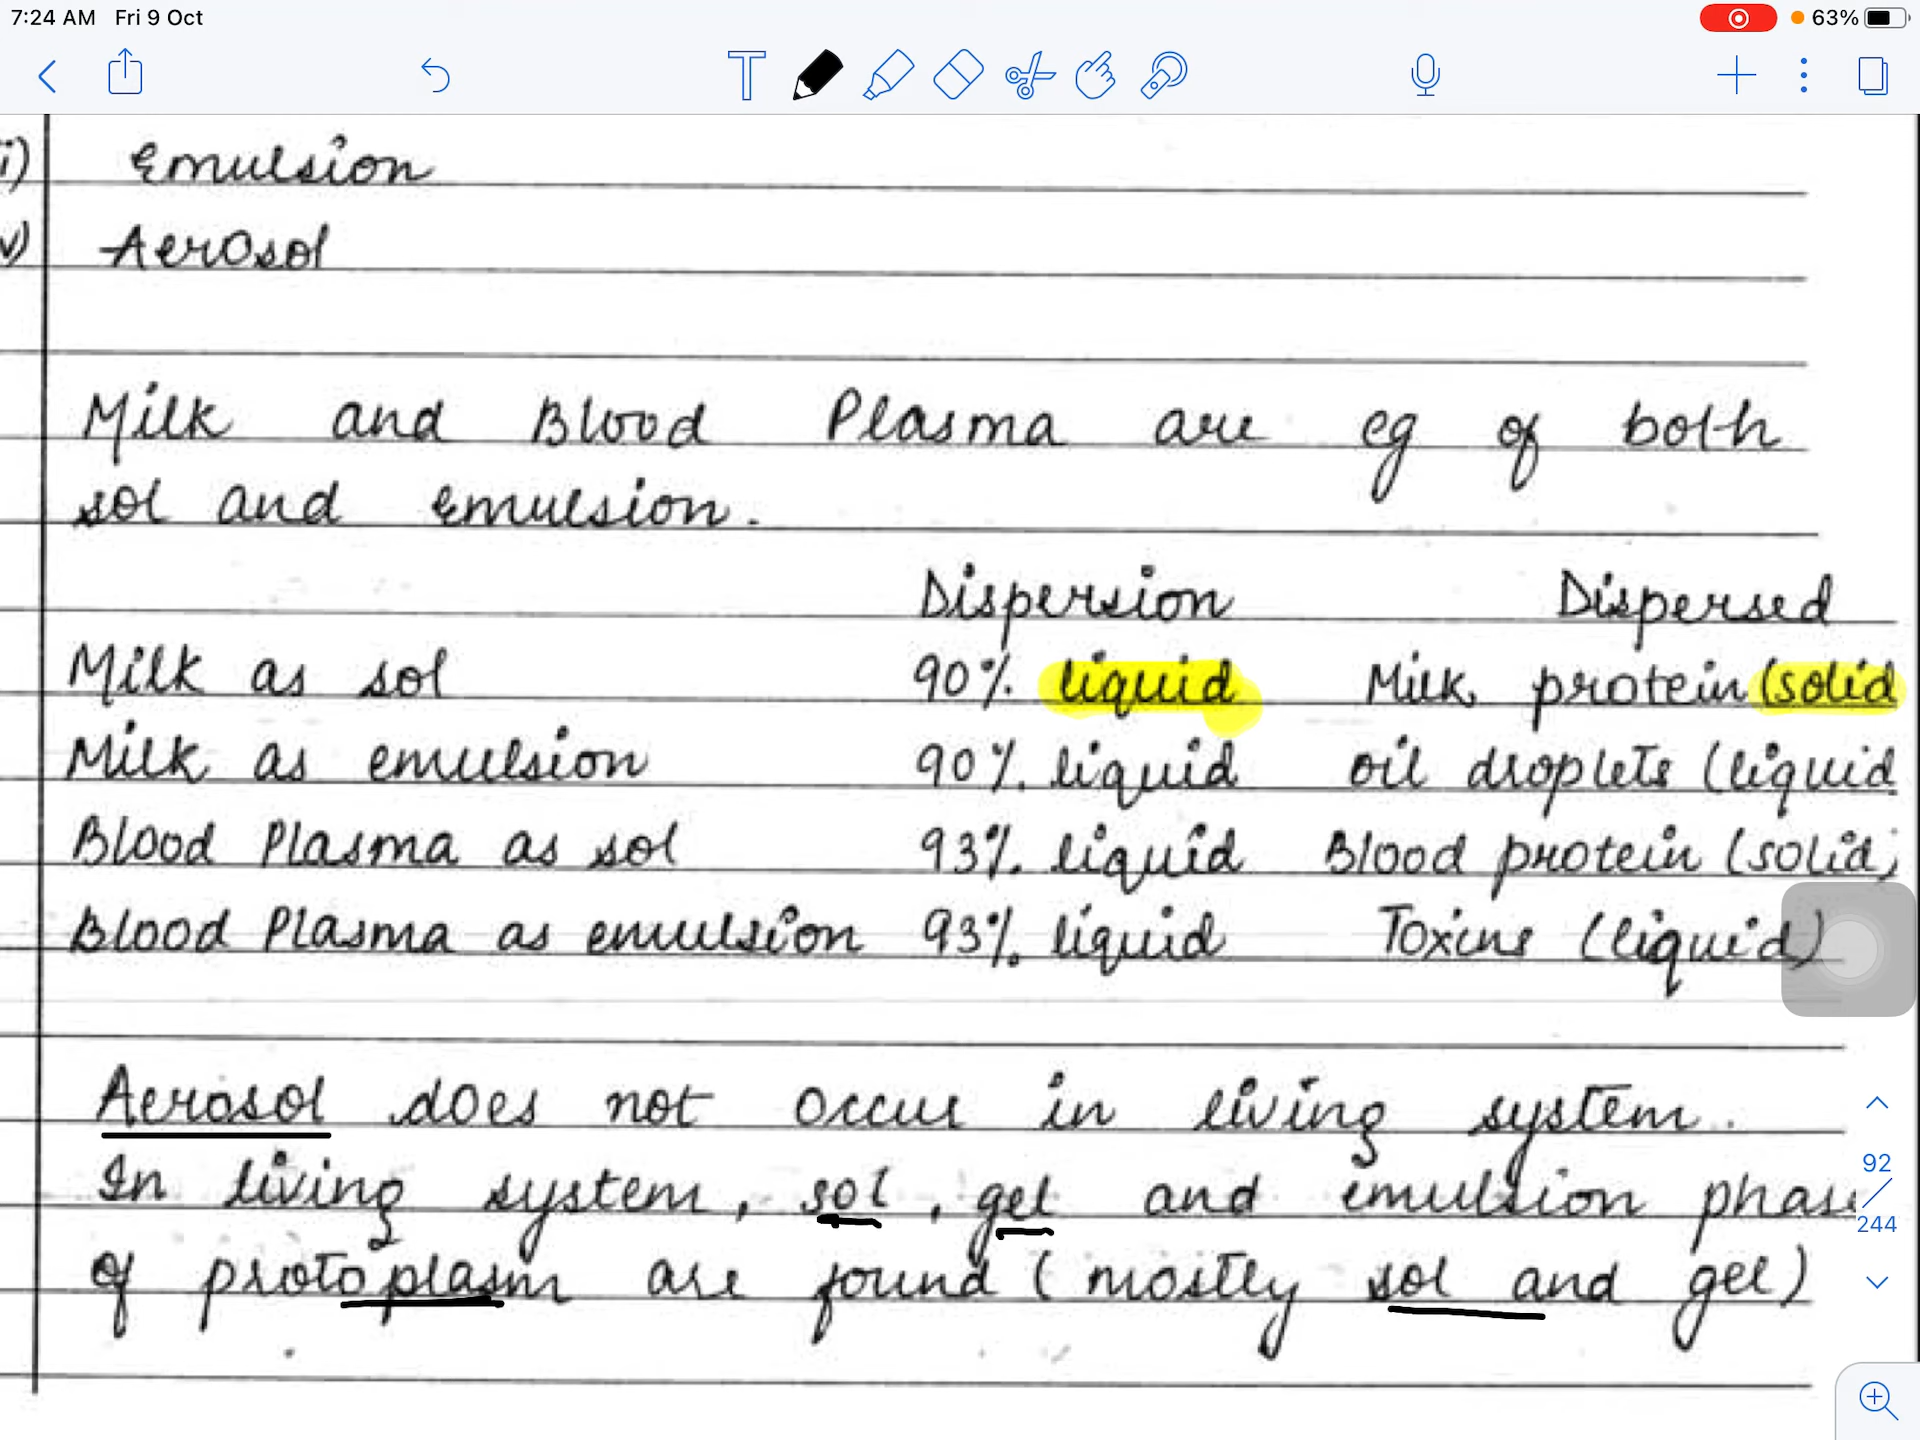 7:24 AM Fri 9 Oct 63%
T
i) Emulsion
v) Aerosol
Milk and Blood Plasma are eg of both
sol and emulsion.
Dispersion Dispersed
Milk as sol 90% liquid Milk protein (solid
Milk as emulsion 90% liquid oil droplets (liquid
Blood Plasma as sol 93% liquid Blood protein (solid)
Blood Plasma as emulsion 93% liquid Toxins (liquid)
Aerosol does not occur in living system.
In living system, sol, gel and emulsion phase
of protoplasm are found (mostly sol and gel)
92
/
244